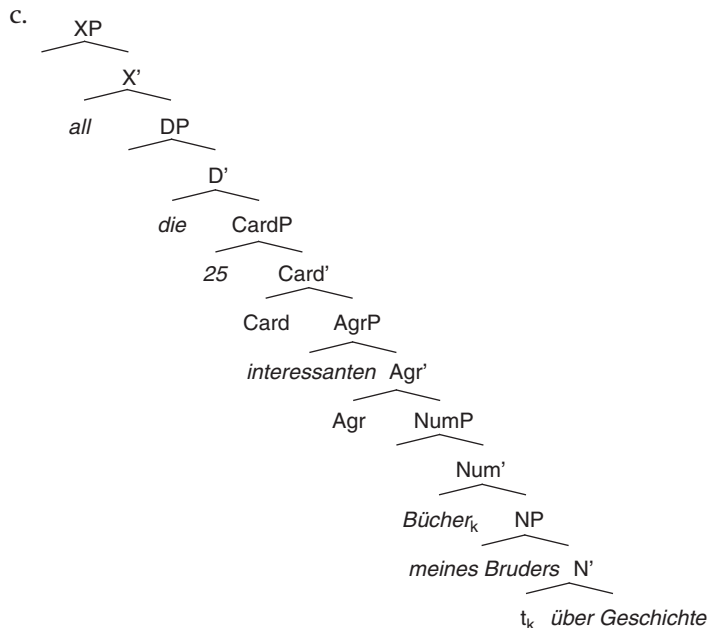 c.
XP
X'
all DP
D'
die CardP
25 Card'
Card AgrP
interessanten Agr'
Agr NumP
Num'
Bücherk NP
meines Bruders N'
tk über Geschichte